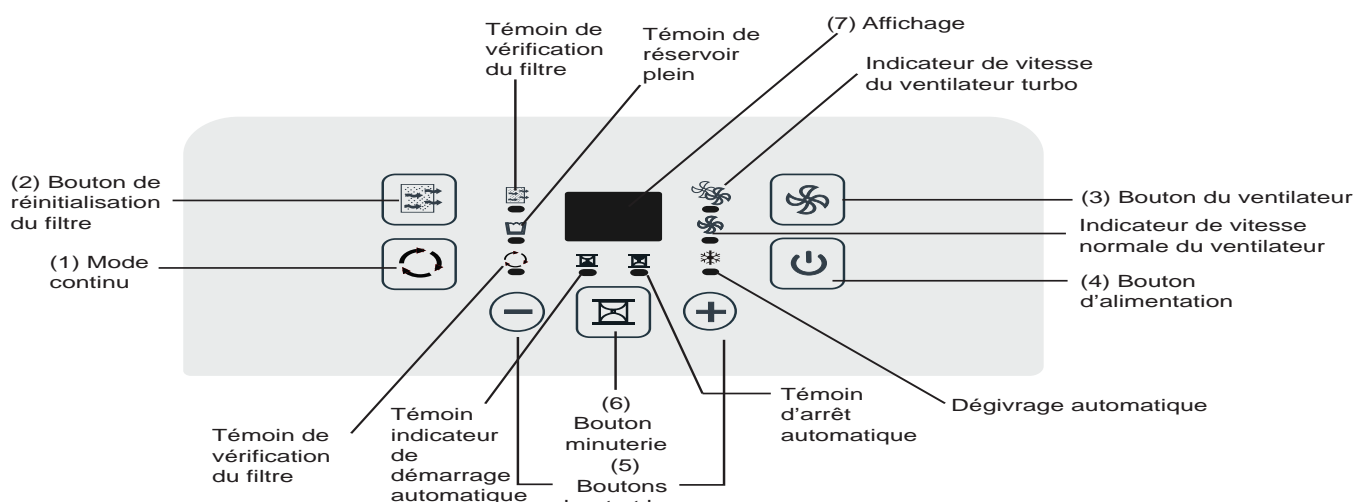 Témoin de
vérification
du filtre
Témoin de
réservoir
plein
(7) Affichage
Indicateur de vitesse
du ventilateur turbo
(2) Bouton de
réinitialisation
du filtre
(3) Bouton du ventilateur
Indicateur de vitesse
normale du ventilateur
(1) Mode
continu
(4) Bouton
d'alimentation
Témoin de
vérification
du filtre
Témoin
indicateur
de
démarrage
automatique
(6)
Bouton
minuterie
(5)
Boutons
Témoin
d'arrêt
automatique
Dégivrage automatique